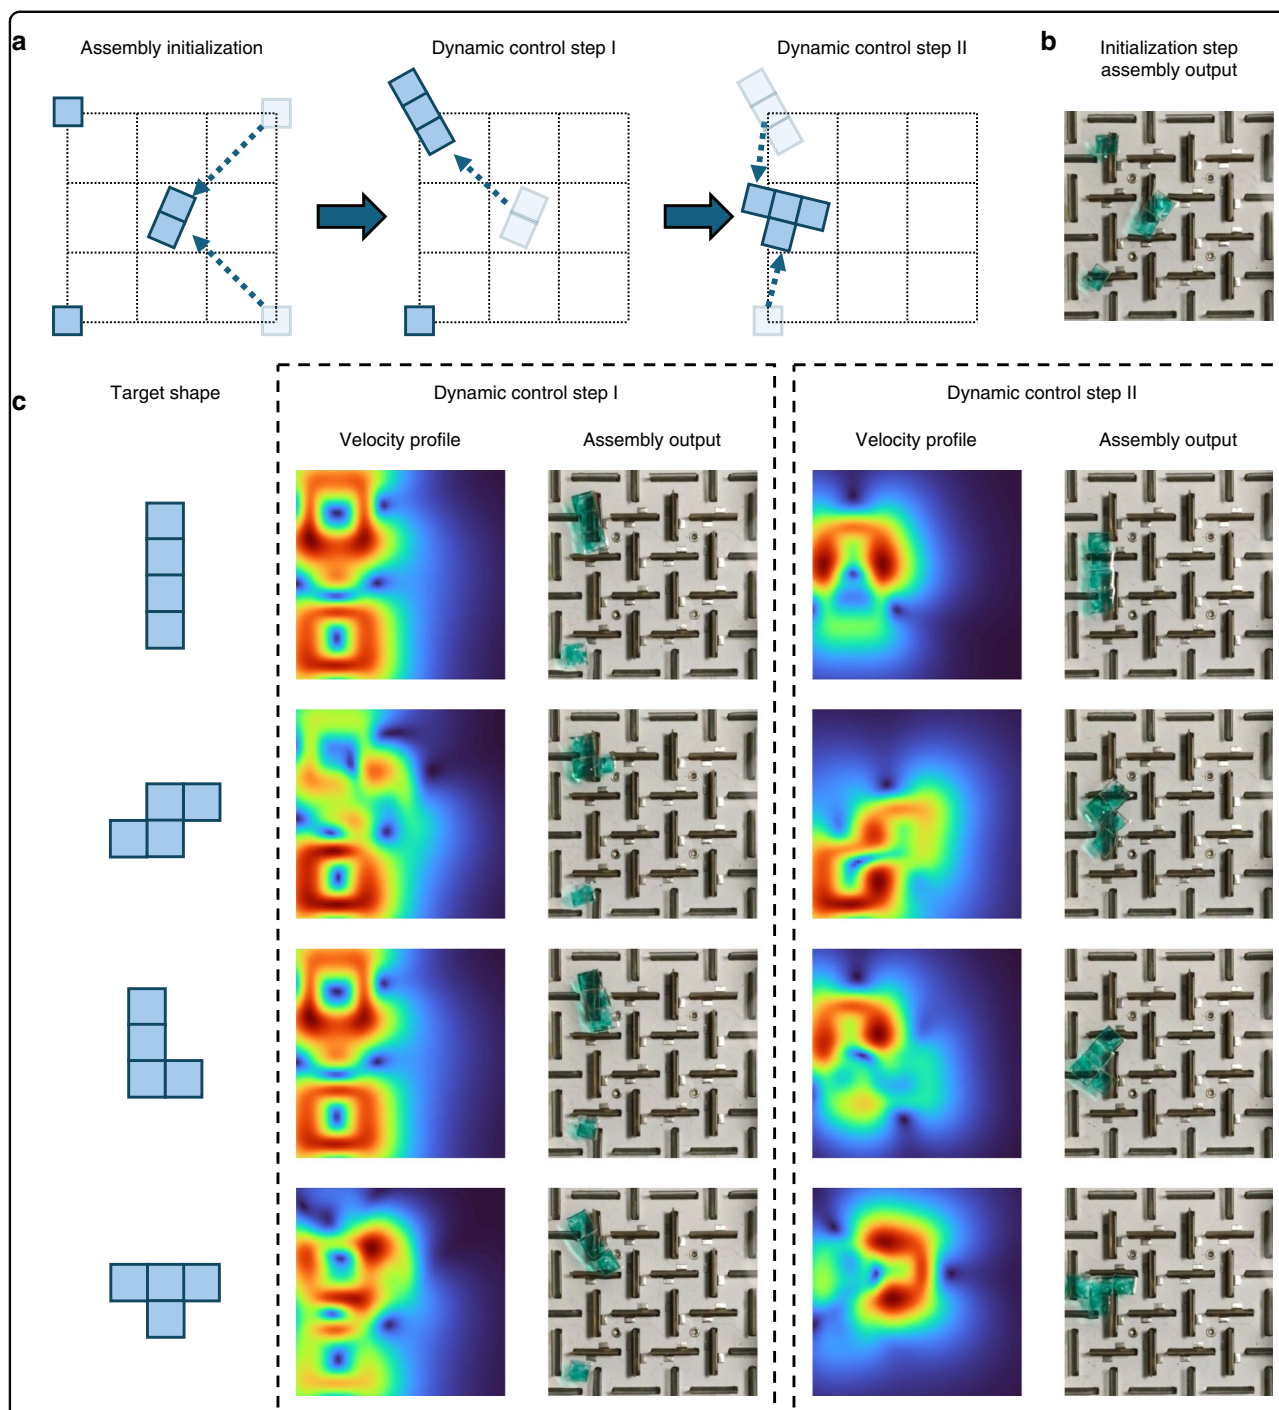 a
Assembly initialization
Dynamic control step I
Dynamic control step II
b
Initialization step
assembly output
c
Target shape
Dynamic control step I
Dynamic control step II
Velocity profile
Assembly output
Velocity profile
Assembly output